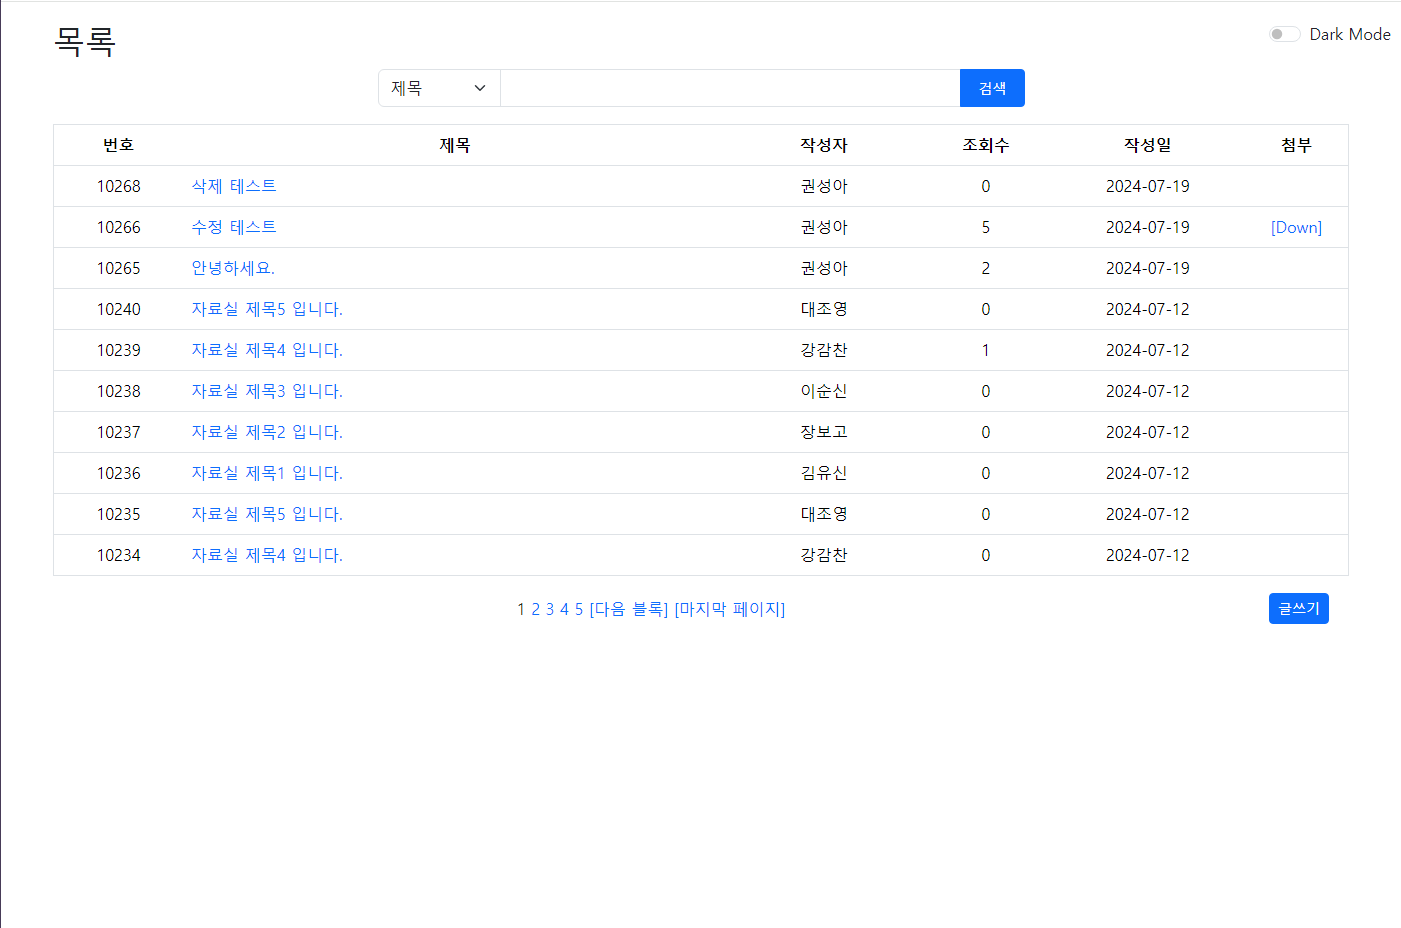 목록
Dark Mode
제목 검색
번호 제목 작성자 조회수 작성일 첨부
10268 삭제 테스트 권성아 0 2024-07-19
10266 수정 테스트 권성아 5 2024-07-19 [Down]
10265 안녕하세요. 권성아 2 2024-07-19
10240 자료실 제목5 입니다. 대조영 0 2024-07-12
10239 자료실 제목4 입니다. 강감찬 1 2024-07-12
10238 자료실 제목3 입니다. 이순신 0 2024-07-12
10237 자료실 제목2 입니다. 장보고 0 2024-07-12
10236 자료실 제목1 입니다. 김유신 0 2024-07-12
10235 자료실 제목5 입니다. 대조영 0 2024-07-12
10234 자료실 제목4 입니다. 강감찬 0 2024-07-12
1 2 3 4 5 [다음 블록] [마지막 페이지] 글쓰기